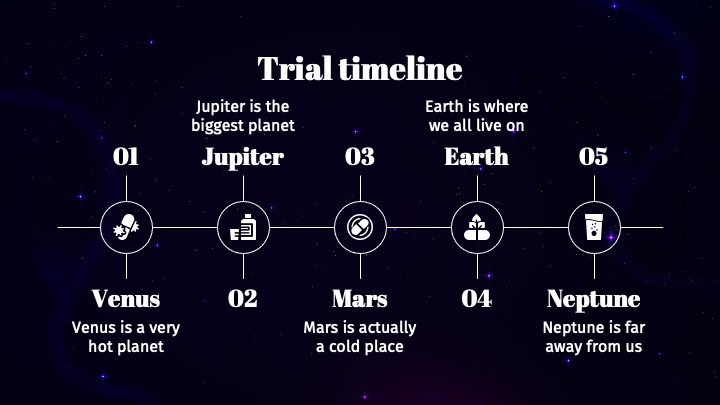 Trial timeline
Jupiter is the
biggest planet
Earth is where
we all live on
01
Jupiter
03
Earth
05
Venus
02
Mars
04
Neptune
Venus is a very
hot planet
Mars is actually
a cold place
Neptune is far
away from us